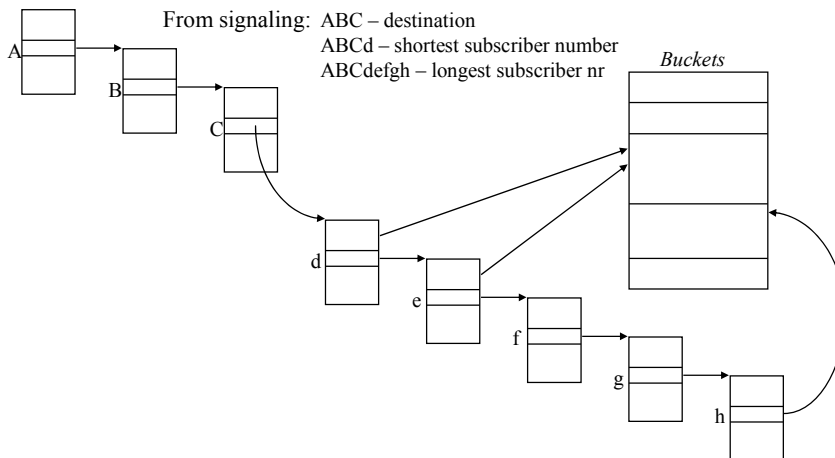 From signaling: ABC – destination
ABCd – shortest subscriber number
ABCdefgh – longest subscriber nr
Buckets
A
B
C
d
e
f
g
h